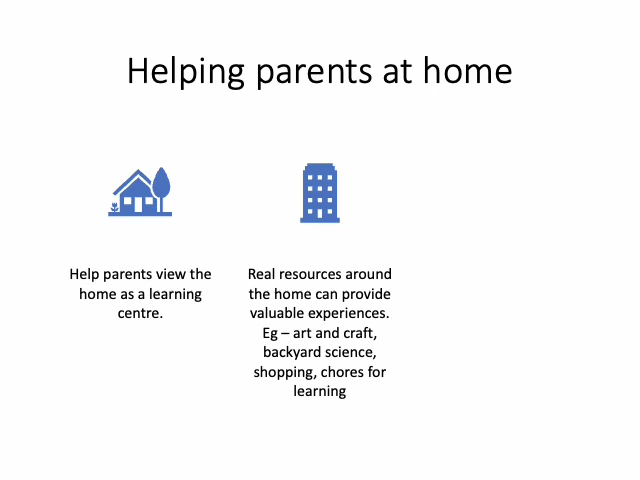 Helping parents at home
Help parents view the
home as a learning
centre.
Real resources around
the home can provide
valuable experiences.
Eg – art and craft,
backyard science,
shopping, chores for
learning